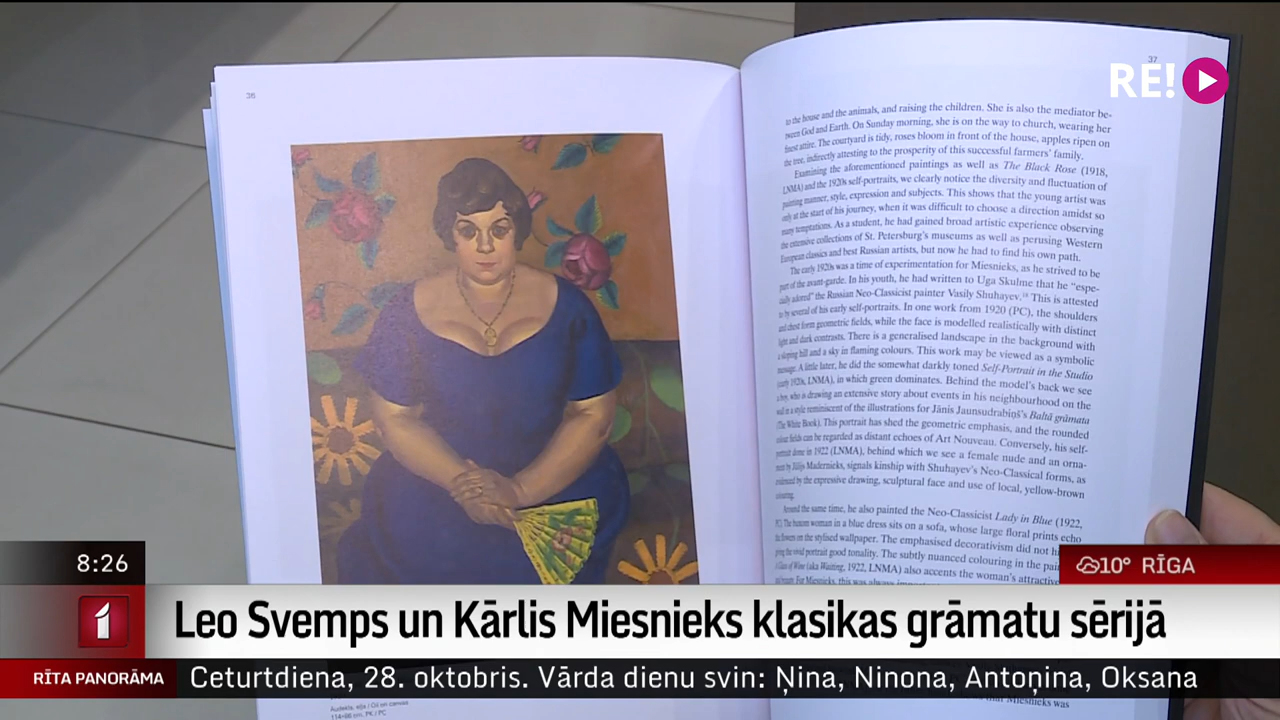 36
37
RE!
to the house and the animals, and raising the children. She is also the mediator be-
tween God and Earth. On Sunday morning, she is on the way to church, wearing her
finest attire. The courtyard is tidy, roses bloom in front of the house, apples ripen on
the tree, indirectly attesting to the prosperity of this successful farmers' family.
Examining the aforementioned paintings as well as The Black Rose (1918,
LNMA) and the 1920s self-portraits, we clearly notice the diversity and fluctuation of
painting manner, style, expression and subjects. This shows that the young artist was
only at the start of his journey, when it was difficult to choose a direction amidst so
many temptations. As a student, he had gained broad artistic experience observing
the extensive collections of St. Petersburg's museums as well as perusing Western
European classics and best Russian artists, but now he had to find his own path.
The early 1920s was a time of experimentation for Miesnieks, as he strived to be
part of the avant-garde. In his youth, he had written to Uga Skulme that he "espe-
cially adored" the Russian Neo-Classicist painter Vasily Shuhayev. This is attested
to by several of his early self-portraits. In one work from 1920 (PC), the shoulders
and chest form geometric fields, while the face is modelled realistically with distinct
light and dark contrasts. There is a generalised landscape in the background with
a sloping hill and a sky in flaming colours. This work may be viewed as a symbolic
message. A little later, he did the somewhat darkly toned Self-Portrait in the Studio
(early 1920s, LNMA), in which green dominates. Behind the model's back we see
a boy, who is drawing an extensive story about events in his neighbourhood on the
wall in a style reminiscent of the illustrations for Jānis Jaunsudrabiņš's Baltā grāmata
(The White Book). This portrait has shed the geometric emphasis, and the rounded
colour fields can be regarded as distant echoes of Art Nouveau. Conversely, his self-
portrait done in 1922 (LNMA), behind which we see a female nude and an orna-
ment by Jūlijs Madernieks, signals kinship with Shuhayev's Neo-Classical forms, as
evidenced by the expressive drawing, sculptural face and use of local, yellow-brown
colouring.
Around the same time, he also painted the Neo-Classicist Lady in Blue (1922,
PC). The buxom woman in a blue dress sits on a sofa, whose large floral prints echo
the flowers on the stylised wallpaper. The emphasised decorativism did not
the vivid portrait good tonality. The subtly nuanced colouring in the
Glass of Wine (aka Waiting, 1922, LNMA) also accents the woman's
For Miesnieks, this was always
8:26
10° RĪGA
1
Leo Svemps un Kārlis Miesnieks klasikas grāmatu sērijā
RĪTA PANORĀMA
Ceturtdiena, 28. oktobris. Vārda dienu svin: Ņina, Ninona, Antoņina, Oksana
Audekls, eļļa / Oil on canvas
that Miesnieks was